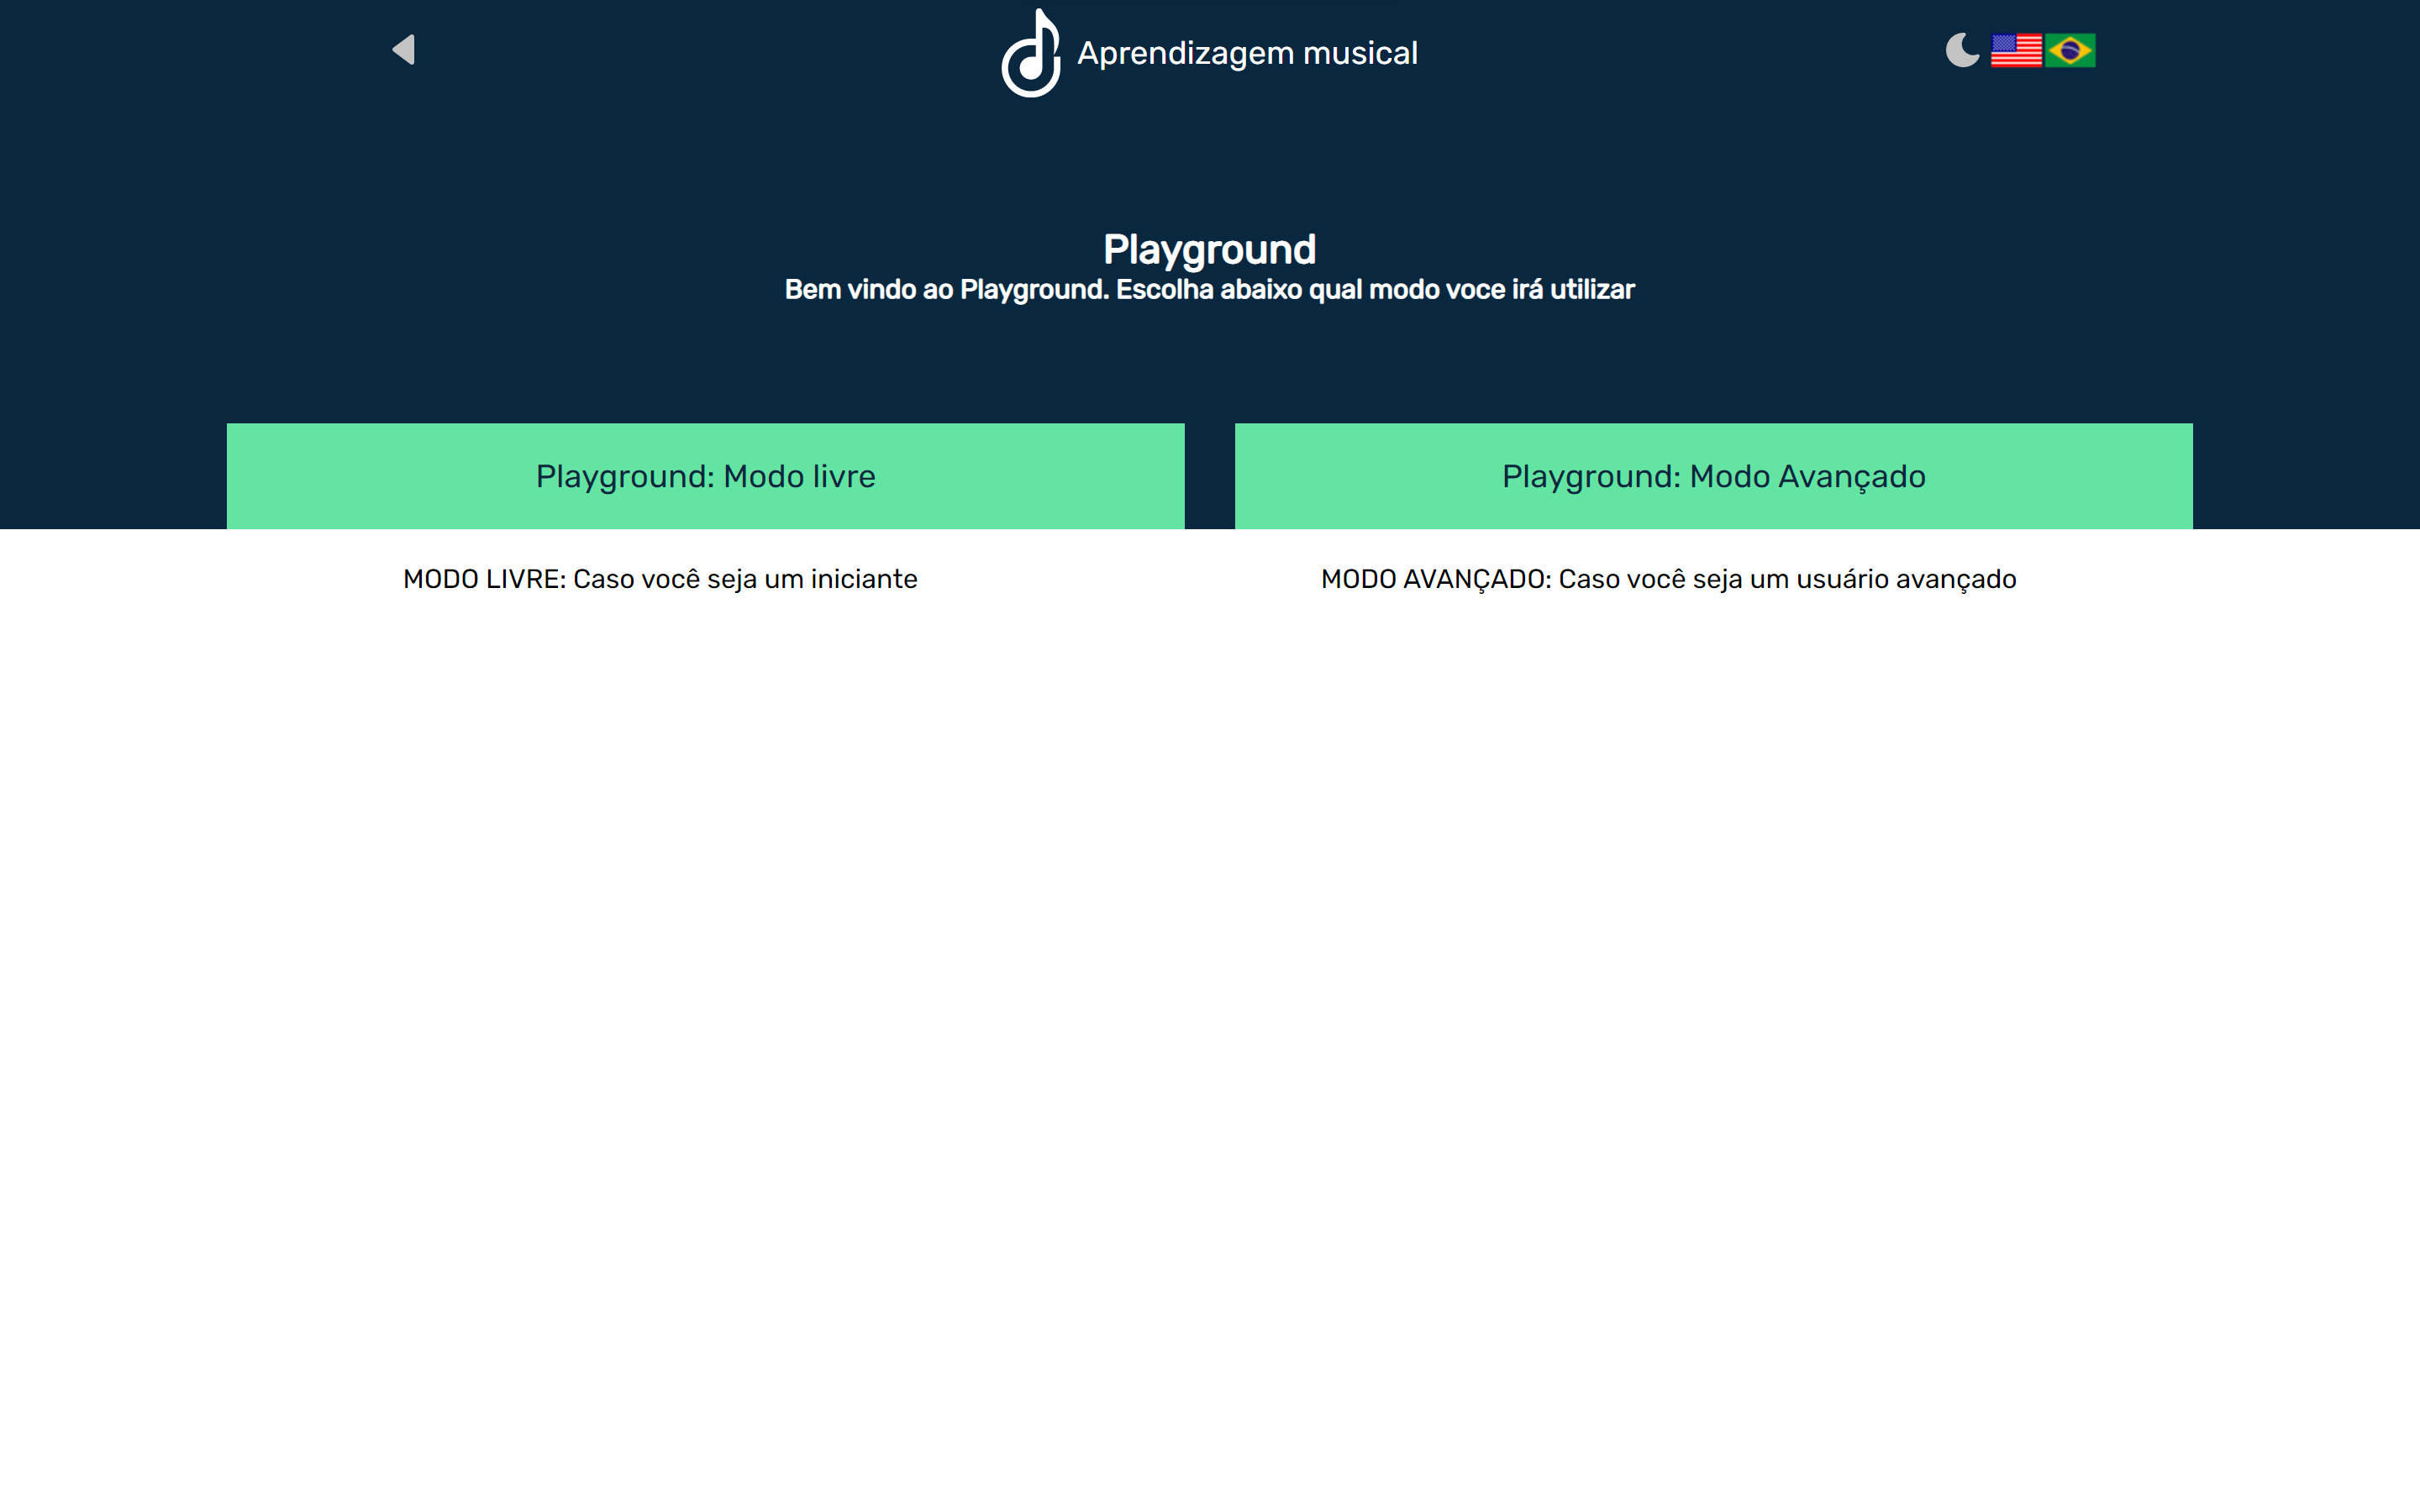 Aprendizagem musical
Playground
Bem vindo ao Playground. Escolha abaixo qual modo voce irá utilizar
Playground: Modo livre
Playground: Modo Avançado
MODO LIVRE: Caso você seja um iniciante
MODO AVANÇADO: Caso você seja um usuário avançado